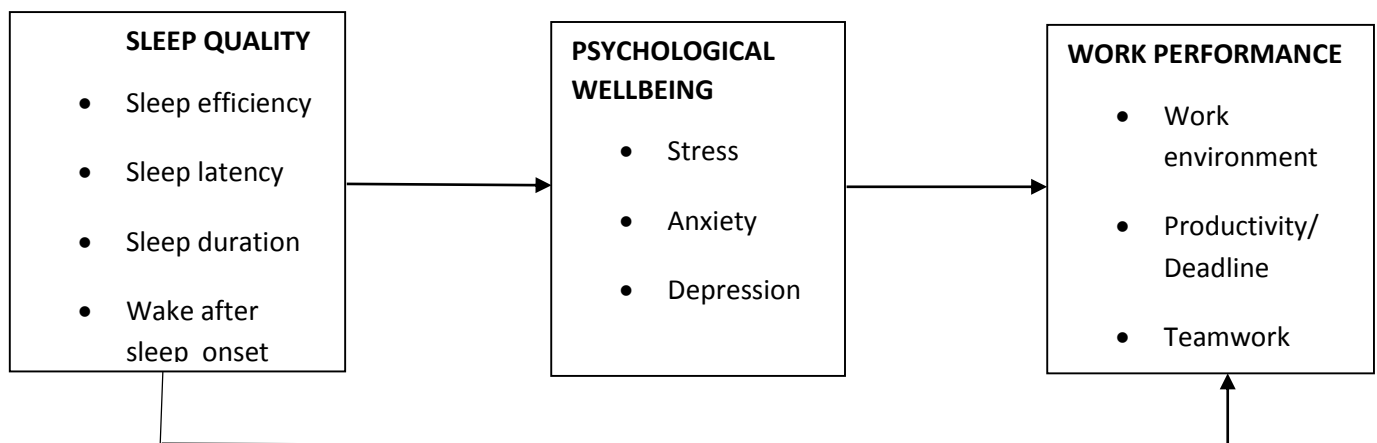 SLEEP QUALITY
• Sleep efficiency
• Sleep latency
• Sleep duration
• Wake after
sleep onset
PSYCHOLOGICAL
WELLBEING
• Stress
• Anxiety
• Depression
WORK PERFORMANCE
• Work
environment
• Productivity/
Deadline
• Teamwork